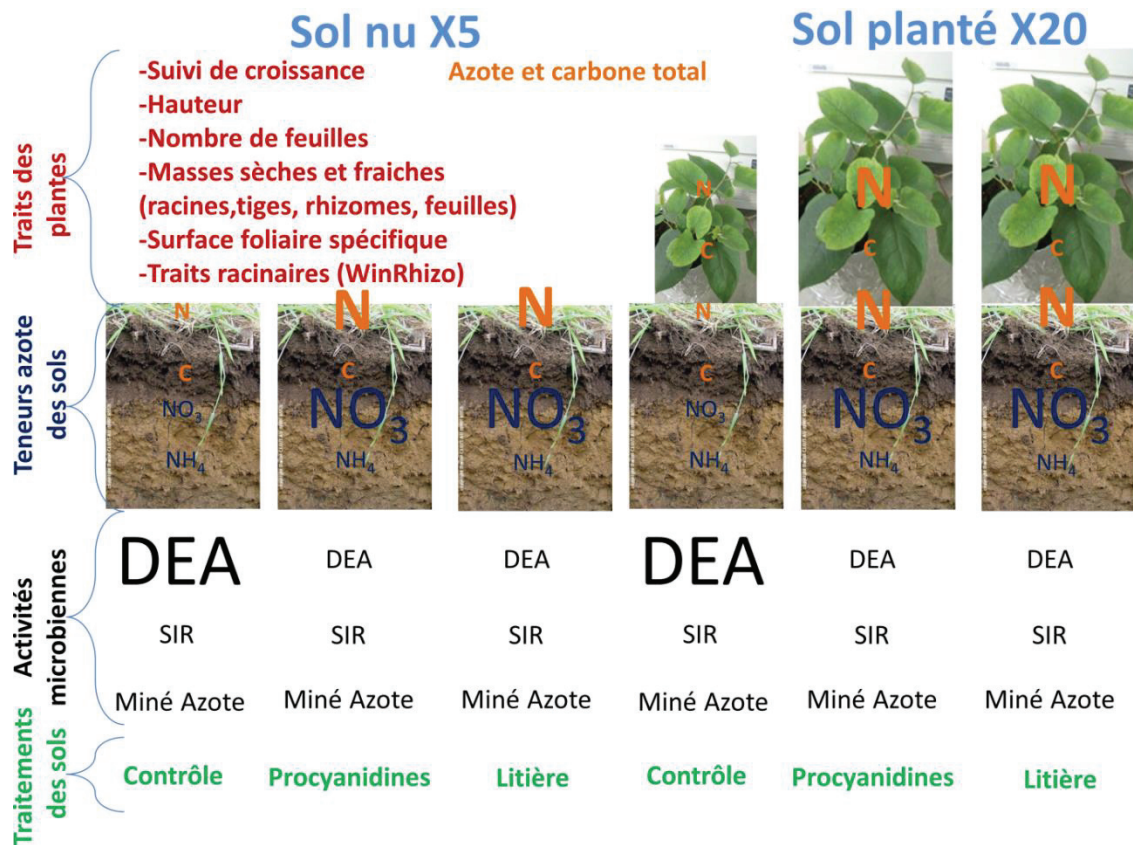 Sol nu X5
Sol planté X20
Traits des
plantes
-Suivi de croissance
-Hauteur
-Nombre de feuilles
-Masses sèches et fraiches
(racines,tiges, rhizomes, feuilles)
-Surface foliaire spécifique
-Traits racinaires (WinRhizo)
Azote et carbone total
N
C
N
C
N
C
Teneurs azote
des sols
N
C
NO3
NH4
N
C
NO3
NH4
N
C
NO3
NH4
N
C
NO3
NH4
N
C
NO3
NH4
N
C
NO3
NH4
Activités
microbiennes
DEA DEA DEA DEA DEA DEA
SIR SIR SIR SIR SIR SIR
Miné Azote Miné Azote Miné Azote Miné Azote Miné Azote Miné Azote
Traitements
des sols
Contrôle Procyanidines Litière Contrôle Procyanidines Litière